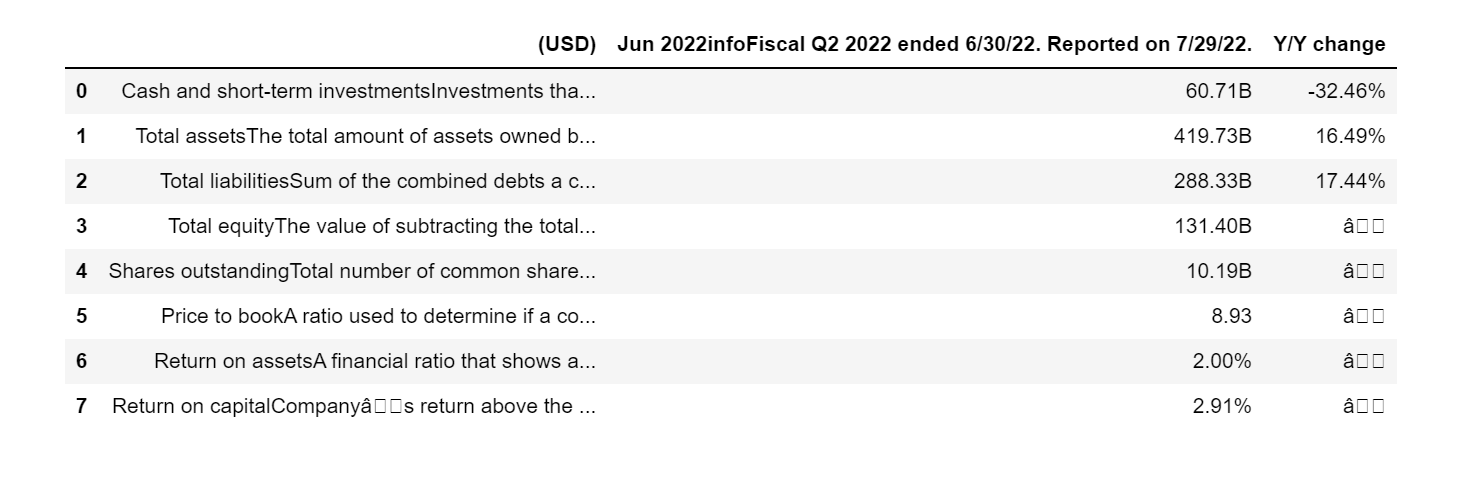 (USD) Jun 2022infoFiscal Q2 2022 ended 6/30/22. Reported on 7/29/22. Y/Y change
0 Cash and short-term investmentsInvestments tha... 60.71B -32.46%
1 Total assetsThe total amount of assets owned b... 419.73B 16.49%
2 Total liabilitiesSum of the combined debts a c... 288.33B 17.44%
3 Total equityThe value of subtracting the total... 131.40B â□□
4 Shares outstandingTotal number of common share... 10.19B â□□
5 Price to bookA ratio used to determine if a co... 8.93 â□□
6 Return on assetsA financial ratio that shows a... 2.00% â□□
7 Return on capitalCompanyâ□□s return above the ... 2.91% â□□